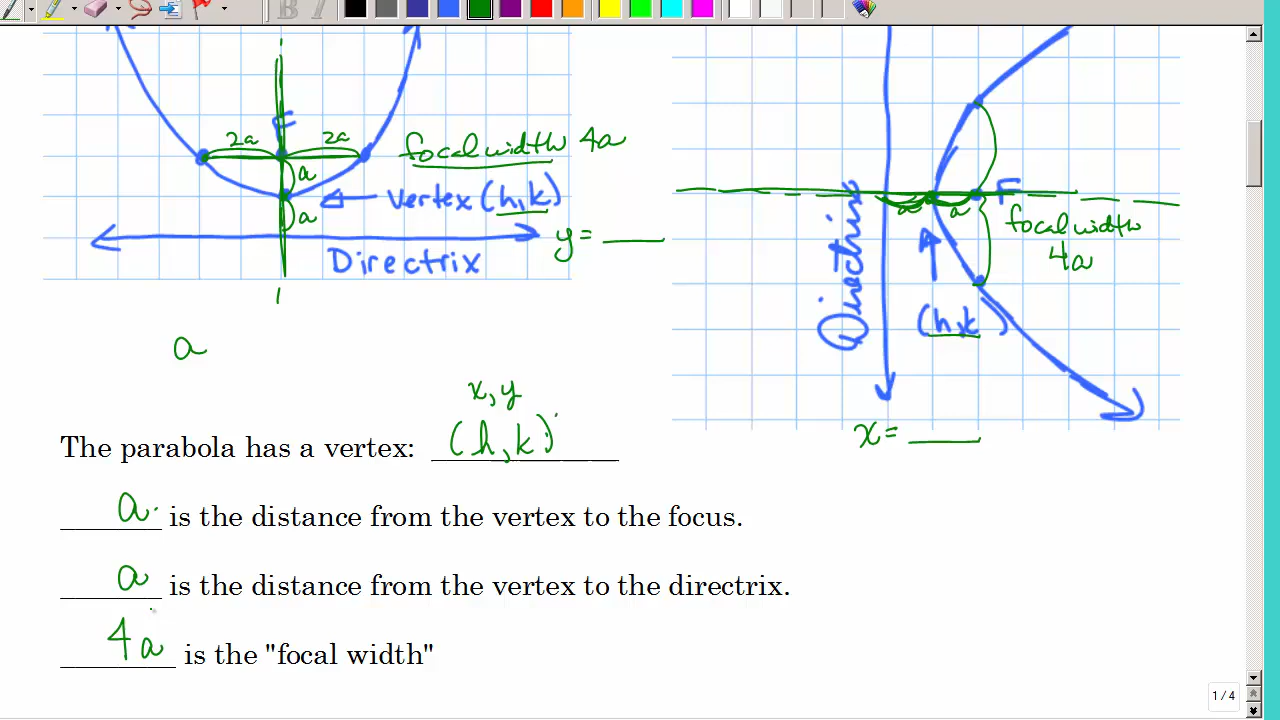 F
2a 2a
focal width 4a
a
Vertex (h,k)
a
y = ____
Directrix
a
F
a a
focal width
4a
Directrix
(h,k)
x = ____
x, y
The parabola has a vertex: (h, k)
a is the distance from the vertex to the focus.
a is the distance from the vertex to the directrix.
4a is the "focal width"
1 / 4